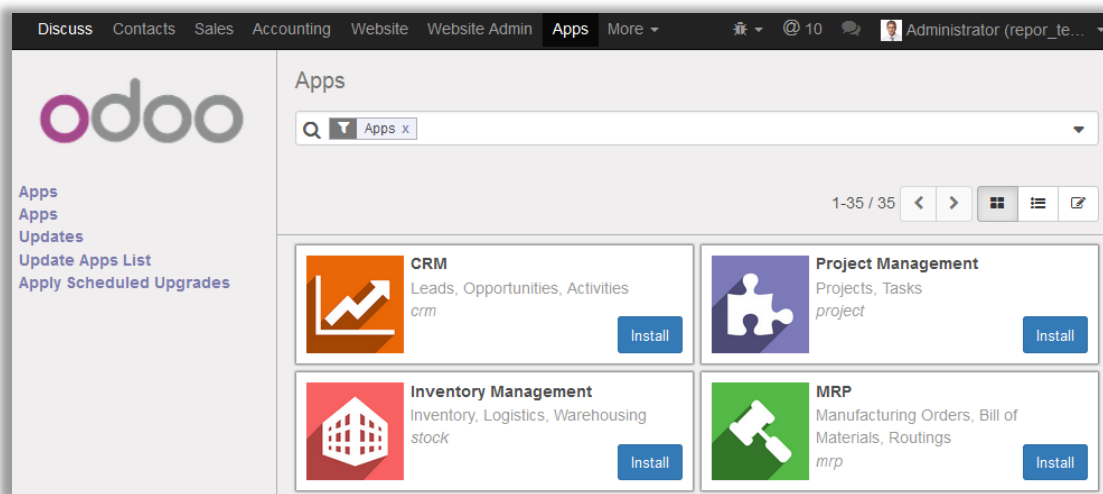 Discuss Contacts Sales Accounting Website Website Admin Apps More @ 10 Administrator (repor_te...
odoo
Apps
Apps
Updates
Update Apps List
Apply Scheduled Upgrades
Apps
Apps x
1-35 / 35
CRM
Leads, Opportunities, Activities
crm
Install
Project Management
Projects, Tasks
project
Install
Inventory Management
Inventory, Logistics, Warehousing
stock
Install
MRP
Manufacturing Orders, Bill of
Materials, Routings
mrp
Install